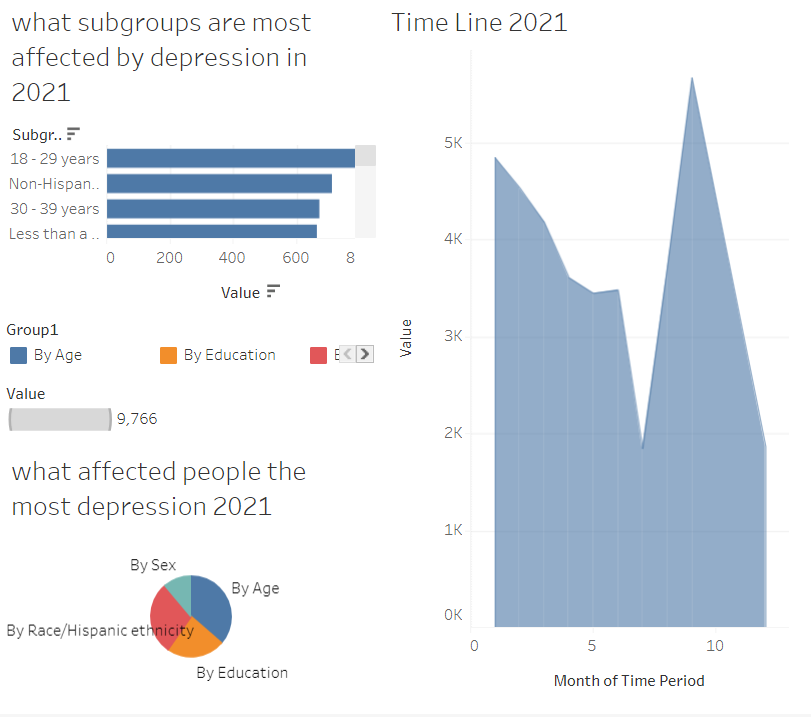 what subgroups are most
affected by depression in
2021
Subgr..
18 - 29 years
Non-Hispan..
30 - 39 years
Less than a ..
0 200 400 600 8
Value
Group1
By Age By Education
Value
9,766
what affected people the
most depression 2021
By Sex
By Age
By Race/Hispanic ethnicity
By Education
Time Line 2021
5K
4K
3K
2K
1K
0K
Value
0 5 10
Month of Time Period